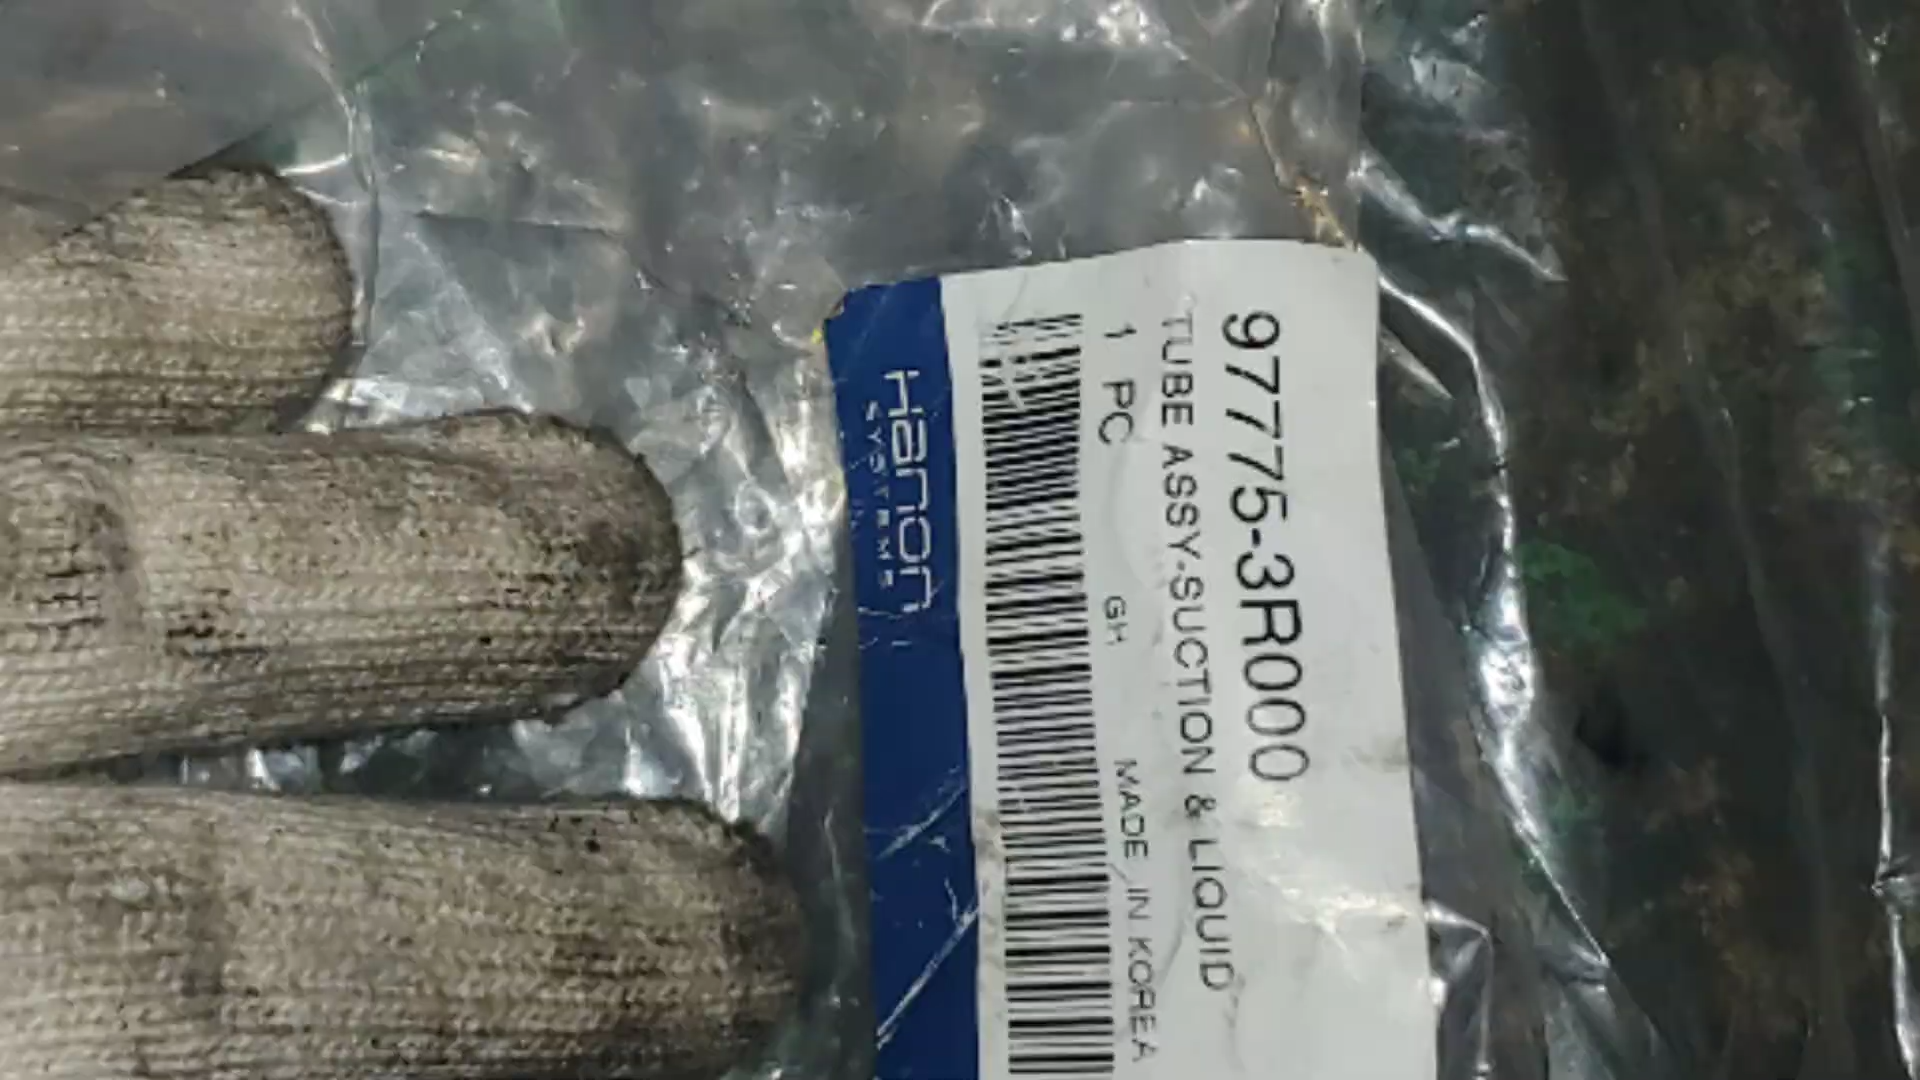 97775-3R000
TUBE ASSY-SUCTION & LIQUID
1 PC GH MADE IN KOREA
Hanon
SYSTEMS